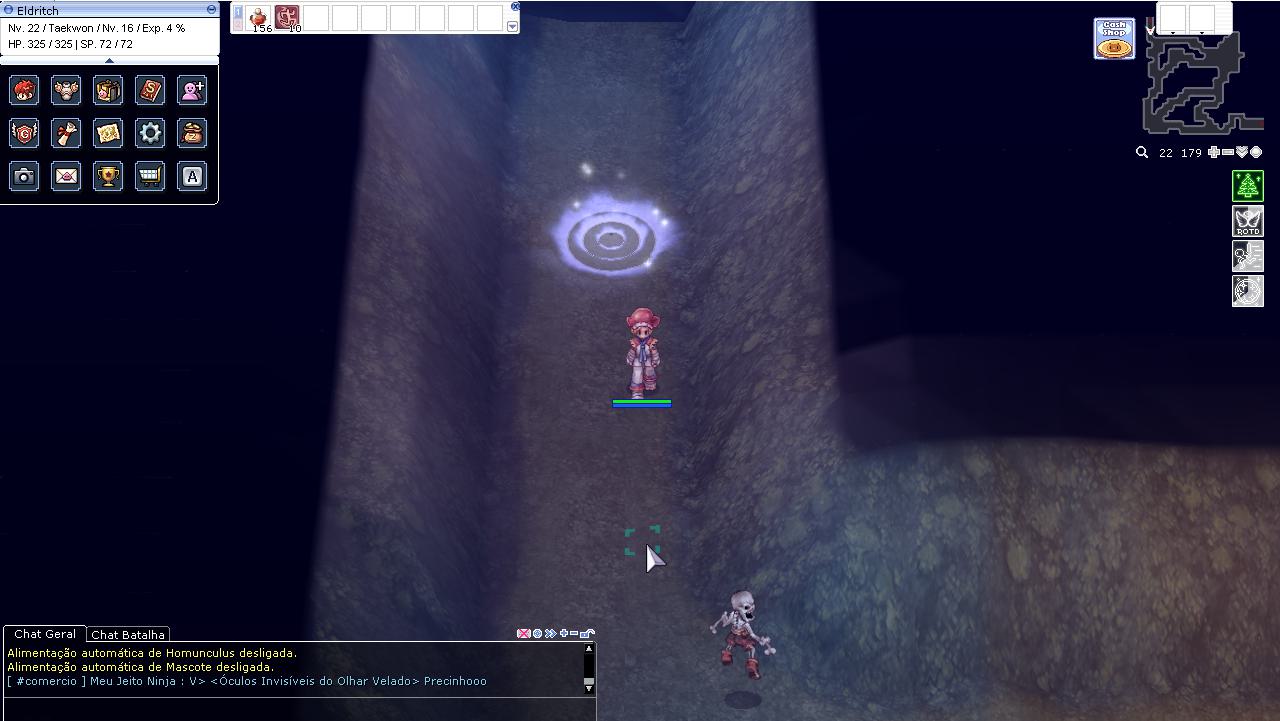 Eldritch
Nv. 22 / Taekwon / Nv. 16 / Exp. 4 %
HP. 325 / 325 | SP. 72 / 72
156
10
Cash
Shop
22 179
ROTD
S
G
Z
A
Chat Geral
Chat Batalha
Alimentação automática de Homunculus desligada.
Alimentação automática de Mascote desligada.
[ #comercio ] Meu Jeito Ninja : V> <Óculos Invisíveis do Olhar Velado> Precinhooo